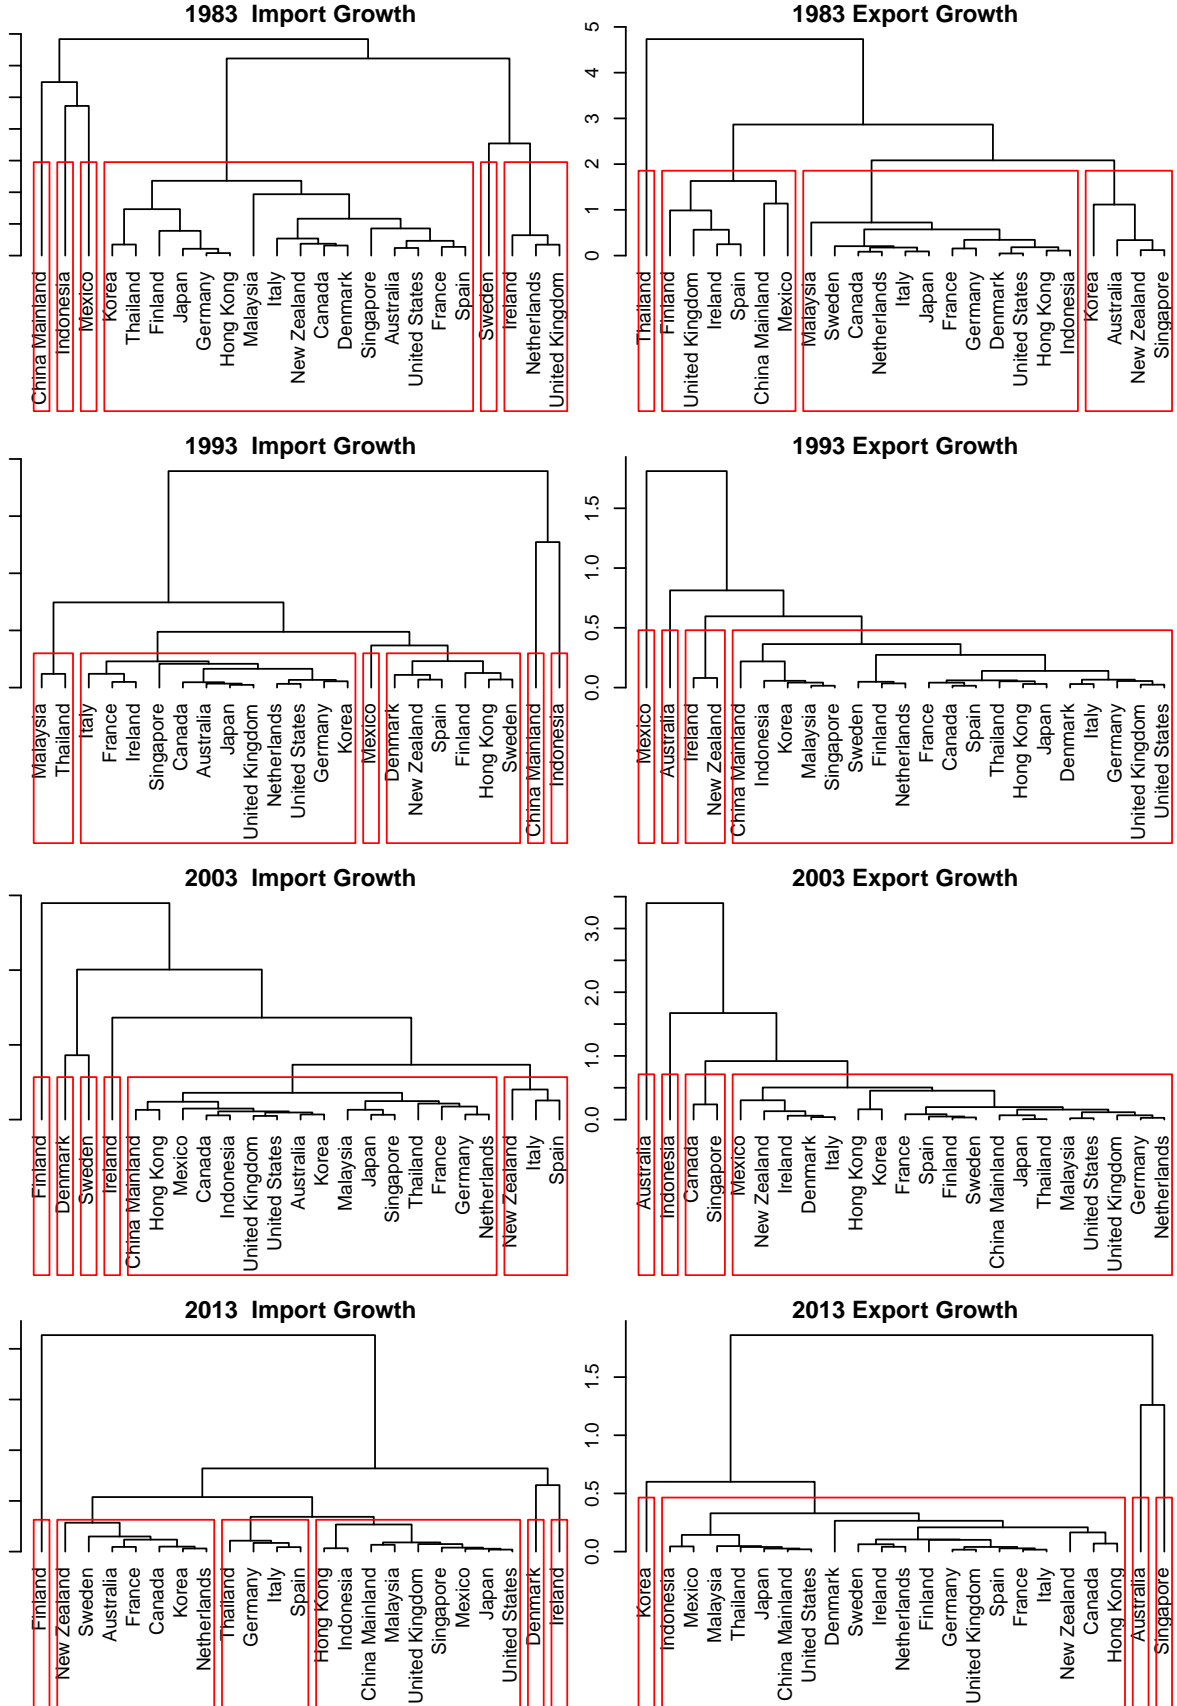 1983  Import Growth
Korea
Thailand
Finland
Japan
Germany
Hong Kong
Malaysia
Italy
New Zealand
Canada
Denmark
Singapore
Australia
United States
France
Spain
China Mainland
Indonesia
Mexico
Sweden
Ireland
Netherlands
United Kingdom
1983 Export Growth
0
1
2
3
4
5
Thailand
Finland
United Kingdom
Ireland
Spain
China Mainland
Mexico
Malaysia
Sweden
Canada
Netherlands
Italy
Japan
France
Germany
Denmark
United States
Hong Kong
Indonesia
Korea
Australia
New Zealand
Singapore
1993  Import Growth
Malaysia
Thailand
Italy
France
Ireland
Singapore
Canada
Australia
Japan
United Kingdom
Netherlands
United States
Germany
Korea
Mexico
Denmark
New Zealand
Spain
Finland
Hong Kong
Sweden
China Mainland
Indonesia
1993 Export Growth
0.0
0.5
1.0
1.5
Mexico
Australia
Ireland
New Zealand
China Mainland
Indonesia
Korea
Malaysia
Singapore
Sweden
Finland
Netherlands
France
Canada
Spain
Thailand
Hong Kong
Japan
Denmark
Italy
Germany
United Kingdom
United States
2003  Import Growth
Finland
Denmark
Sweden
Ireland
China Mainland
Hong Kong
Mexico
Canada
Indonesia
United Kingdom
United States
Australia
Korea
Malaysia
Japan
Singapore
Thailand
France
Germany
Netherlands
New Zealand
Italy
Spain
2003 Export Growth
0.0
1.0
2.0
3.0
Australia
Indonesia
Canada
Singapore
Mexico
New Zealand
Ireland
Denmark
Italy
Hong Kong
Korea
France
Spain
Finland
Sweden
China Mainland
Japan
Thailand
Malaysia
United States
United Kingdom
Germany
Netherlands
2013  Import Growth
Finland
New Zealand
Sweden
Australia
France
Canada
Korea
Netherlands
Thailand
Germany
Italy
Spain
Hong Kong
Indonesia
China Mainland
Malaysia
United Kingdom
Singapore
Mexico
Japan
United States
Denmark
Ireland
2013 Export Growth
0.0
0.5
1.0
1.5
Korea
Indonesia
Mexico
Malaysia
Thailand
Japan
China Mainland
United States
Denmark
Sweden
Ireland
Netherlands
Finland
Germany
United Kingdom
Spain
France
Italy
New Zealand
Canada
Hong Kong
Australia
Singapore